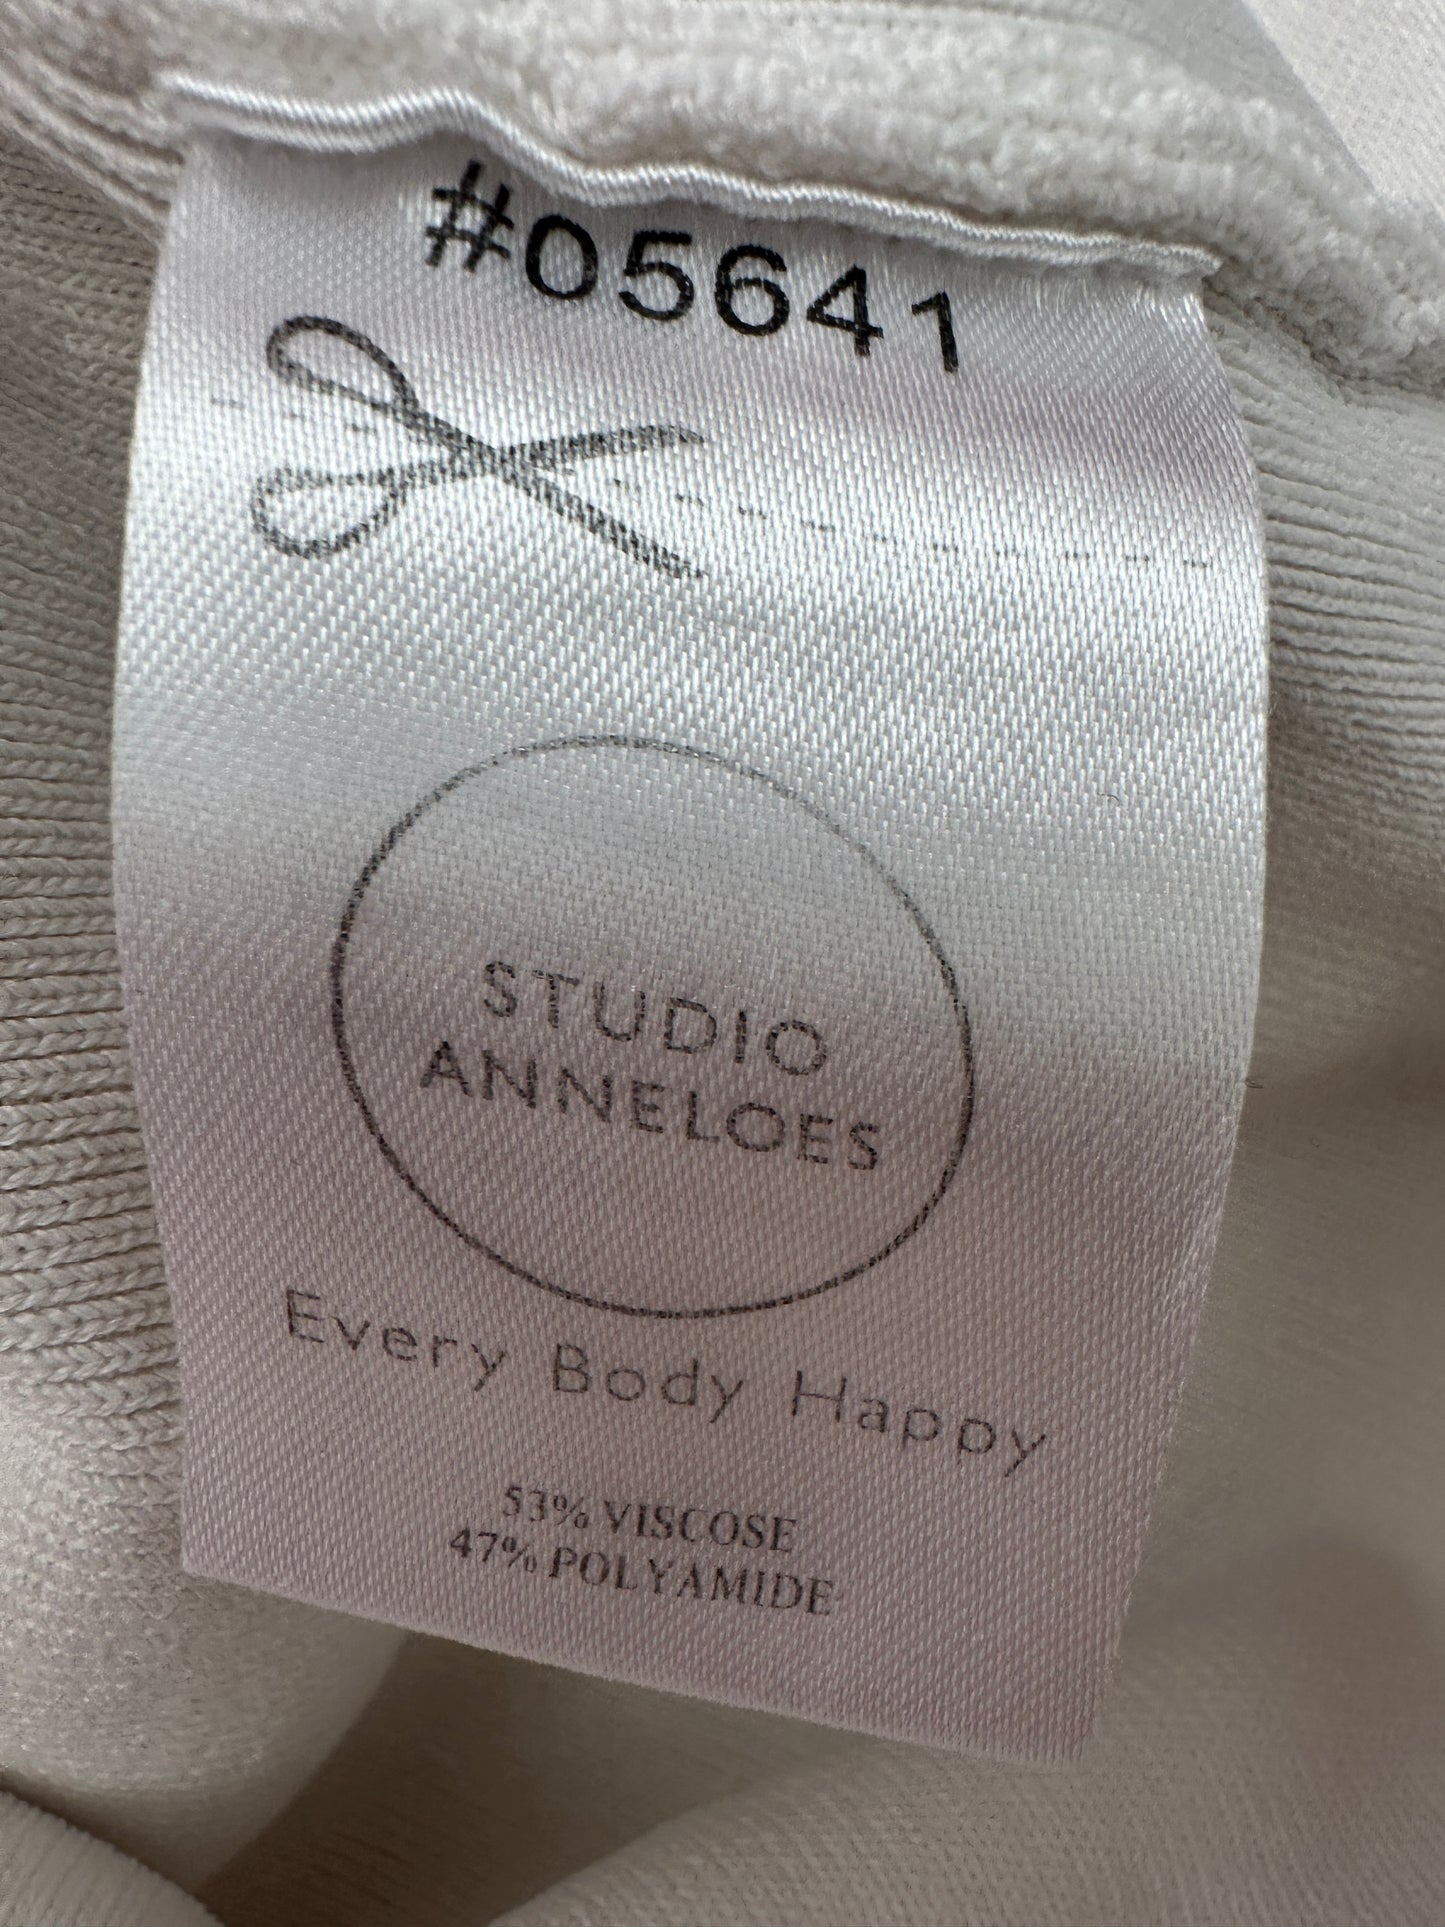 #05641
STUDIO
ANNELOES
Every Body Happy
53% VISCOSE
47% POLYAMIDE